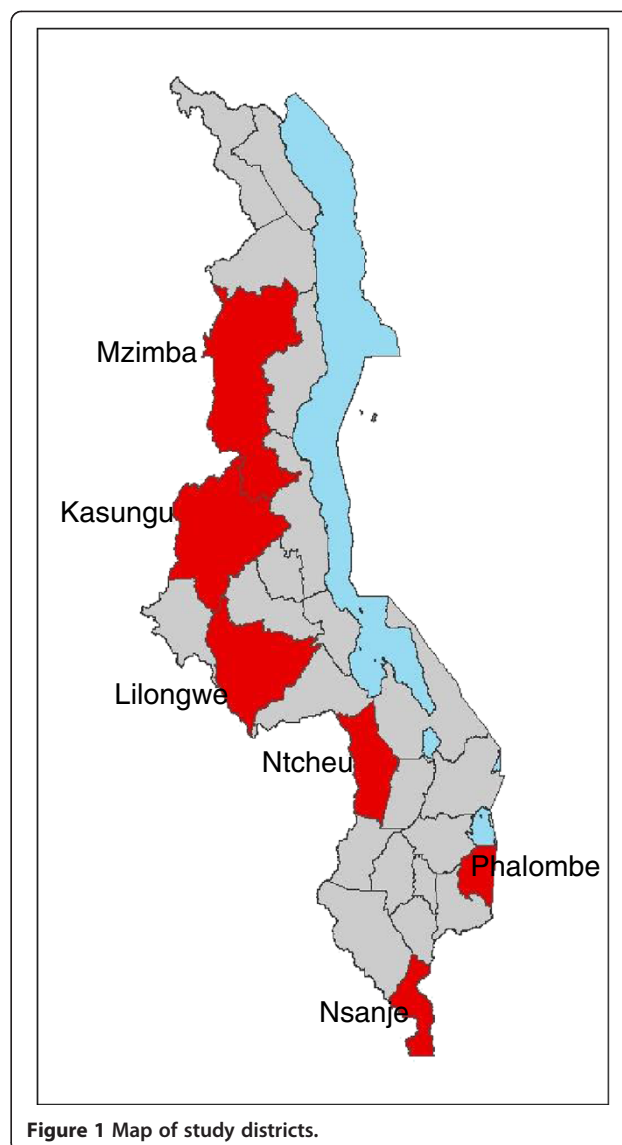 Mzimba
Kasungu
Lilongwe
Ntcheu
Phalombe
Nsanje
Figure 1 Map of study districts.